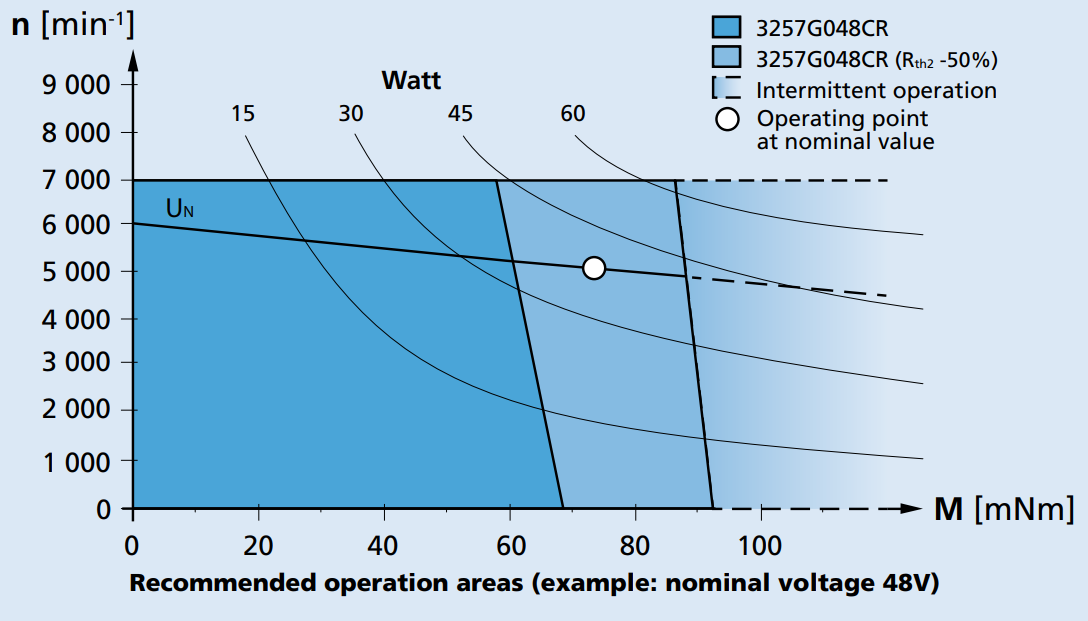 n [min-1]
3257G048CR
3257G048CR (Rth2 -50%)
Intermittent operation
Operating point
at nominal value
Watt
15 30 45 60
9 000
8 000
7 000
UN
6 000
5 000
4 000
3 000
2 000
1 000
0
M [mNm]
0 20 40 60 80 100
Recommended operation areas (example: nominal voltage 48V)